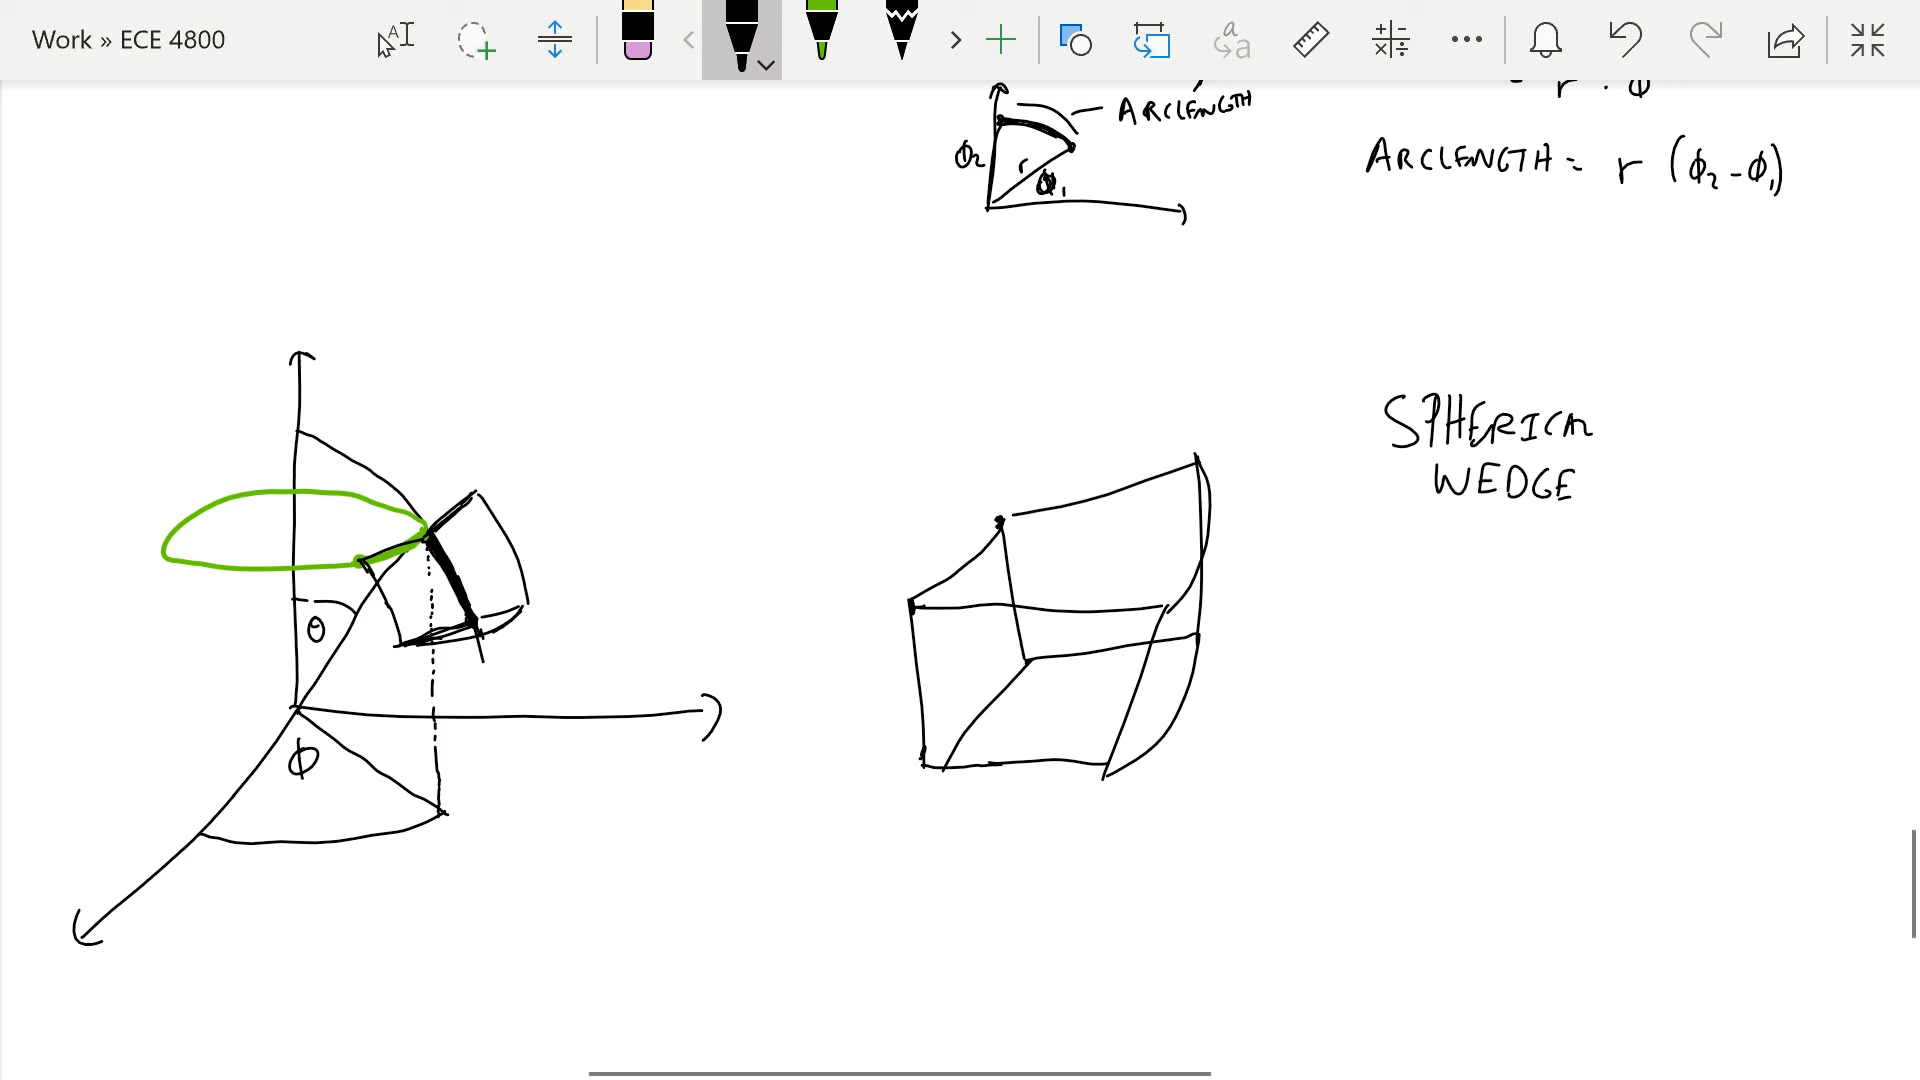 Work » ECE 4800
r . ϕ
ARCLENGTH
ϕ₂
r
ϕ₁
ARCLENGTH = r (ϕ₂ - ϕ₁)
SPHERICAL
WEDGE
θ
ϕ